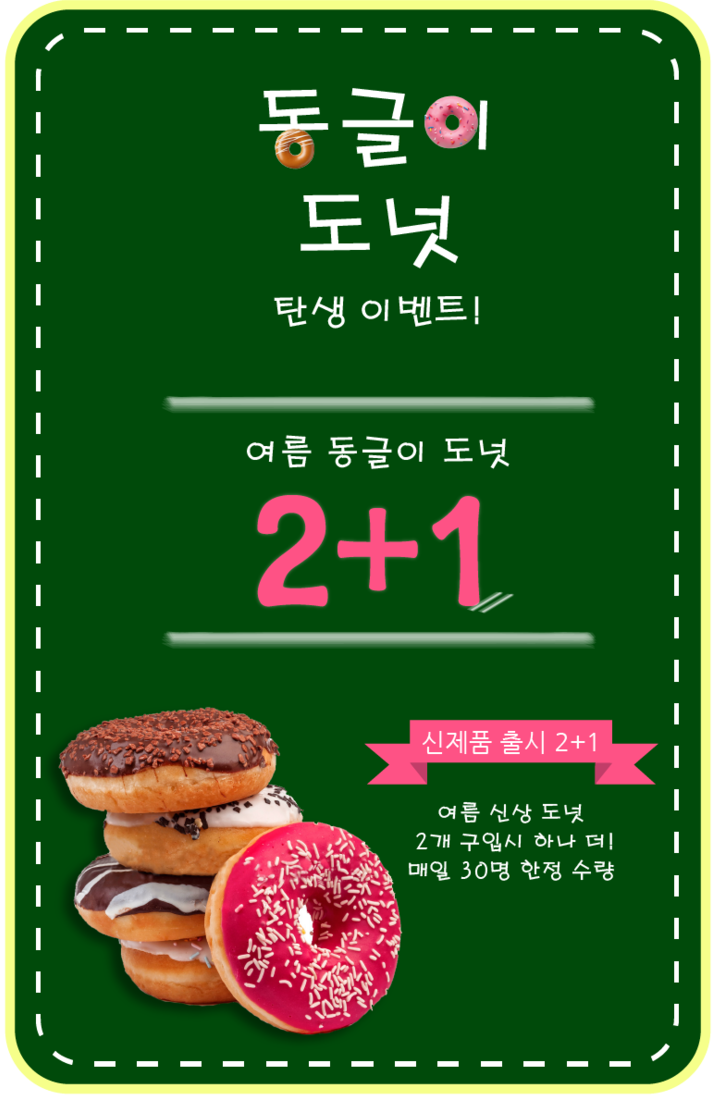 동글이
도넛
탄생 이벤트!
여름 동글이 도넛
2+1
신제품 출시 2+1
여름 신상 도넛
2개 구입시 하나 더!
매일 30명 한정 수량